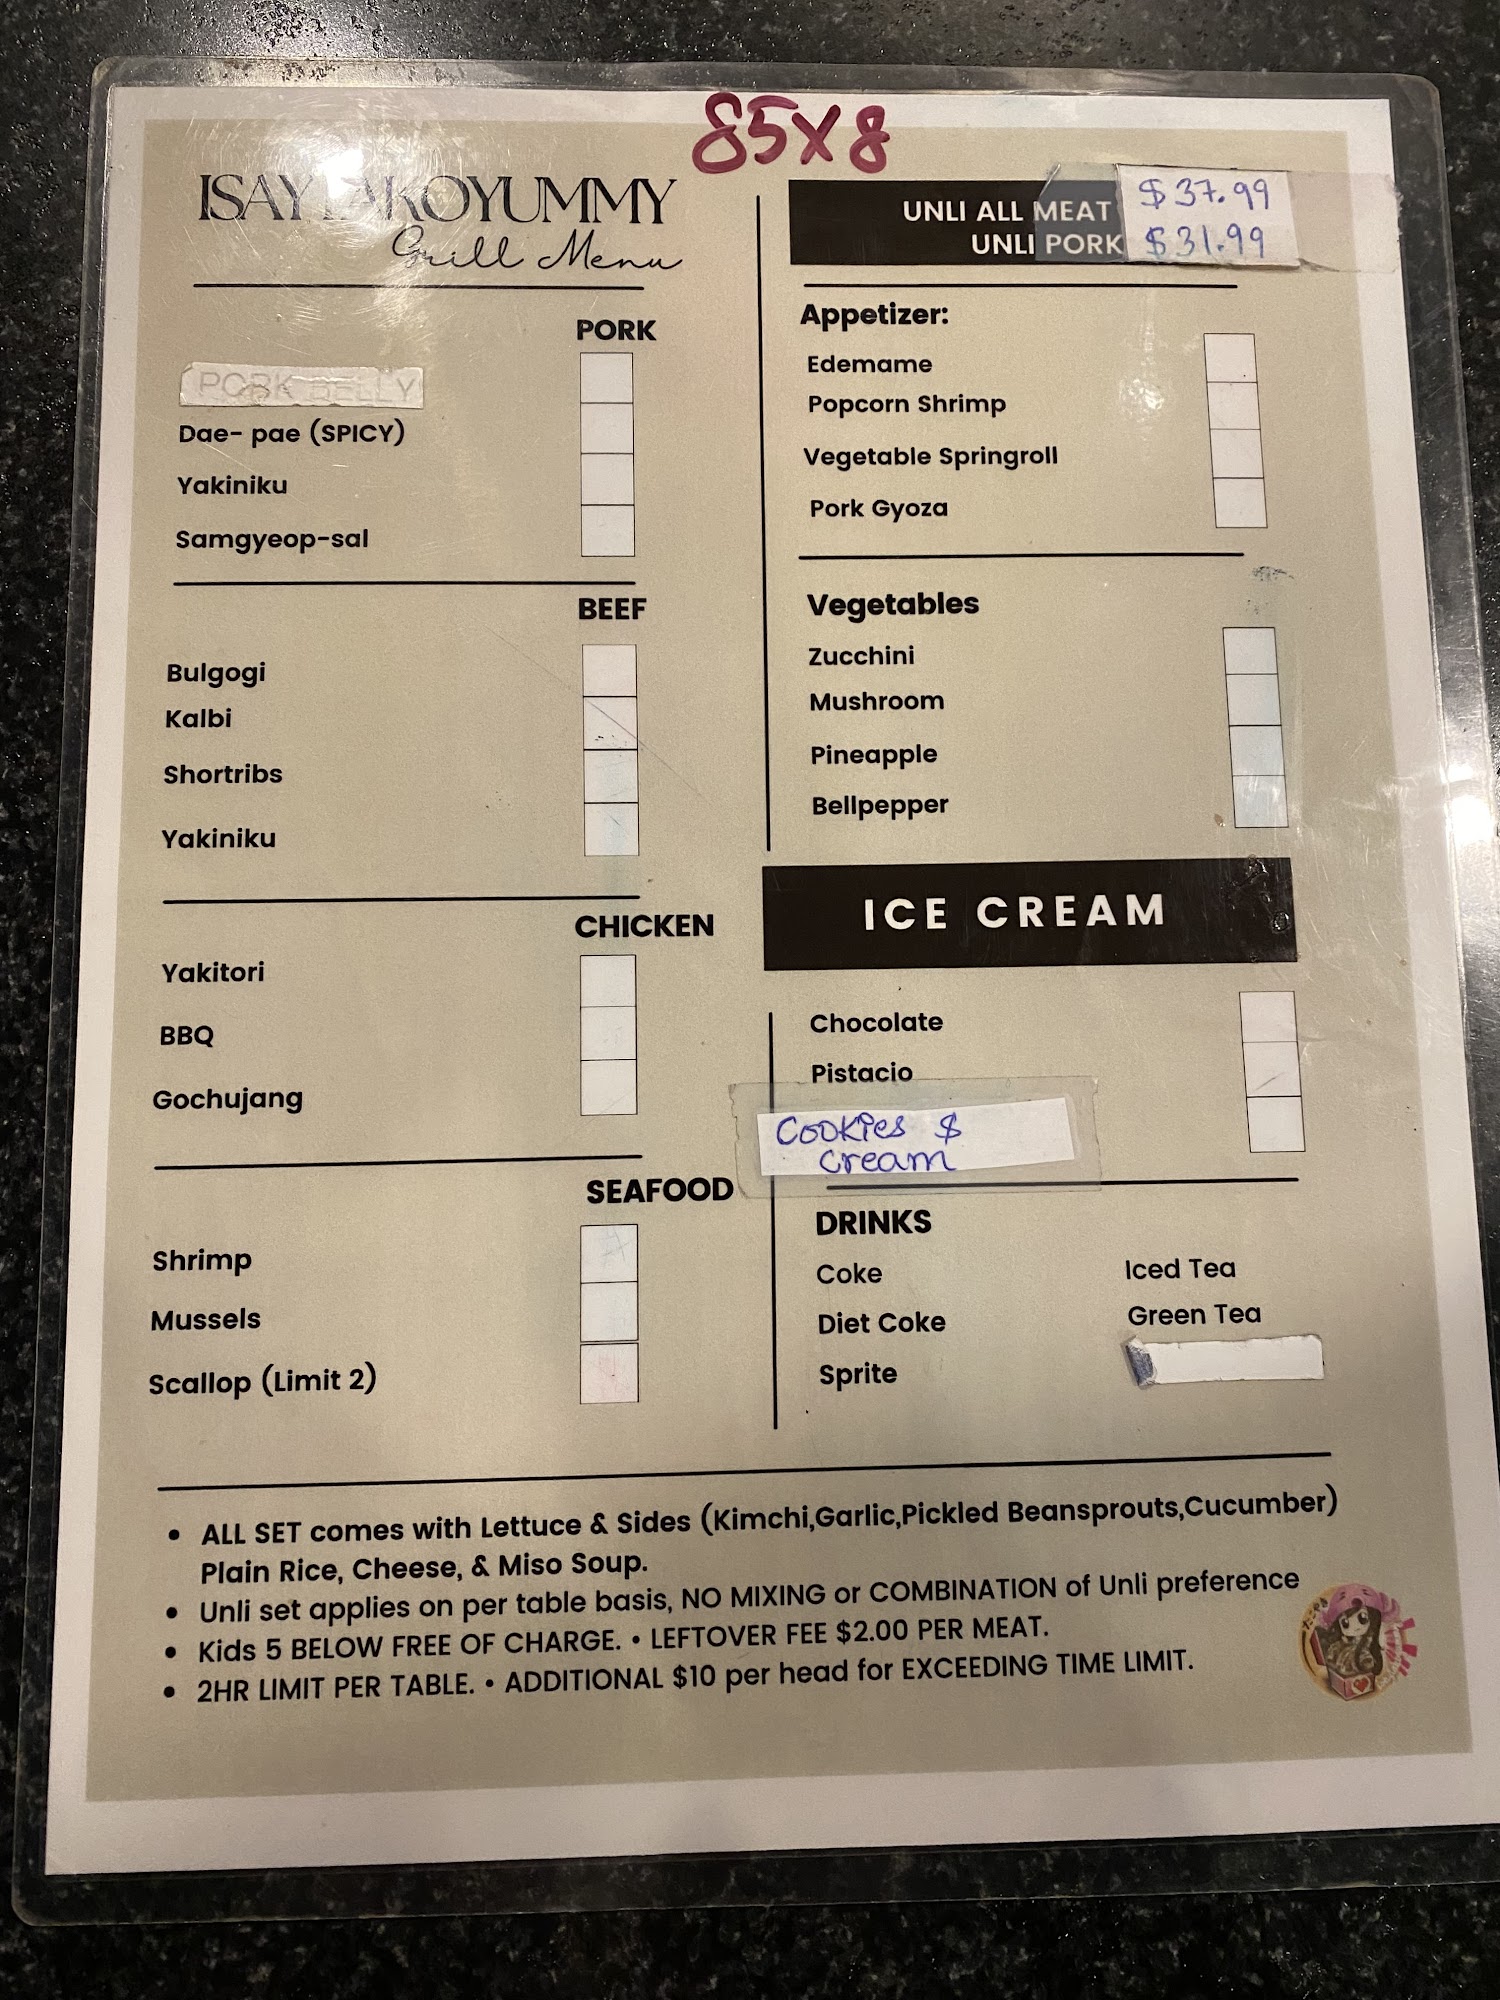 85X8
ISAY TAKOYUMMY
Grill Menu
PORK
PORK BELLY
Dae- pae (SPICY)
Yakiniku
Samgyeop-sal
BEEF
Bulgogi
Kalbi
Shortribs
Yakiniku
CHICKEN
Yakitori
BBQ
Gochujang
SEAFOOD
Shrimp
Mussels
Scallop (Limit 2)
UNLI ALL MEAT $37.99
UNLI PORK $31.99
Appetizer:
Edemame
Popcorn Shrimp
Vegetable Springroll
Pork Gyoza
Vegetables
Zucchini
Mushroom
Pineapple
Bellpepper
ICE CREAM
Chocolate
Pistacio
Cookies $
cream
DRINKS
Coke
Iced Tea
Diet Coke
Green Tea
Sprite
• ALL SET comes with Lettuce & Sides (Kimchi,Garlic,Pickled Beansprouts,Cucumber)
Plain Rice, Cheese, & Miso Soup.
• Unli set applies on per table basis, NO MIXING or COMBINATION of Unli preference
• Kids 5 BELOW FREE OF CHARGE. • LEFTOVER FEE $2.00 PER MEAT.
• 2HR LIMIT PER TABLE. • ADDITIONAL $10 per head for EXCEEDING TIME LIMIT.